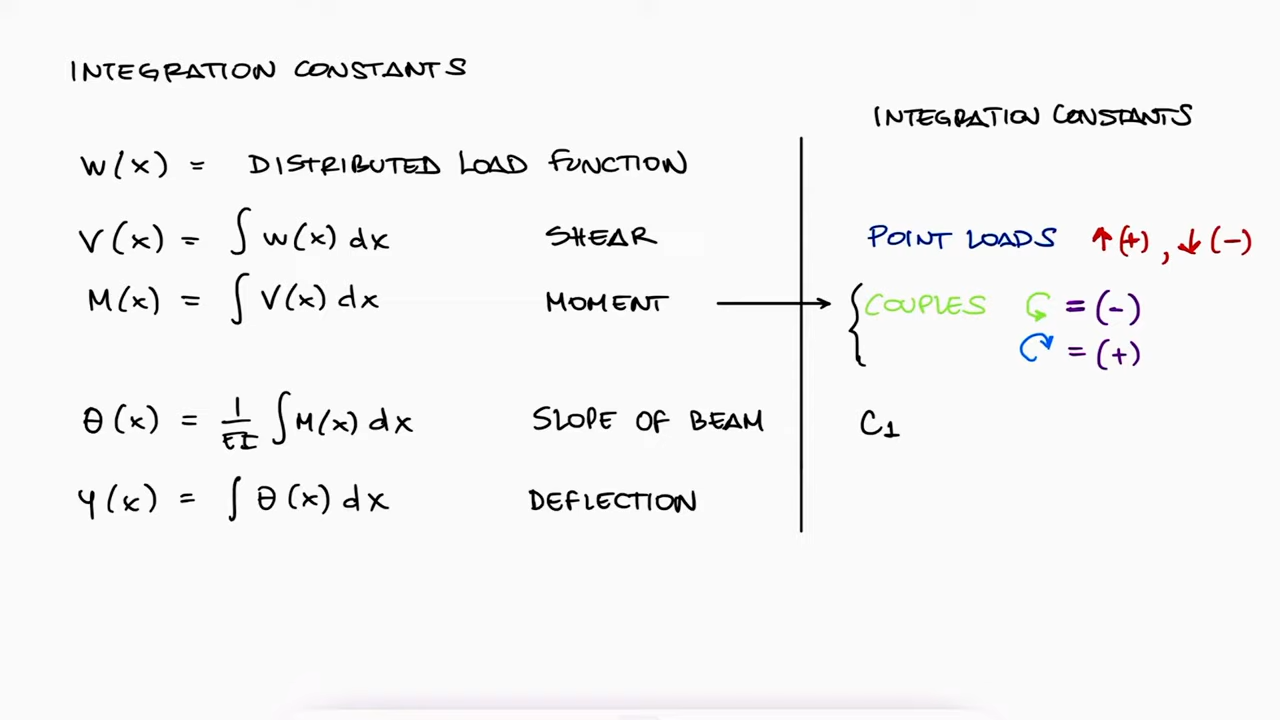 INTEGRATION CONSTANTS
INTEGRATION CONSTANTS
W(x) = DISTRIBUTED LOAD FUNCTION
V(x) = ∫ w(x) dx SHEAR POINT LOADS ↑(+), ↓(-)
M(x) = ∫ V(x) dx MOMENT → { COUPLES ↺ = (-)
↷ = (+)
θ(x) = 1/EI ∫ M(x) dx SLOPE OF BEAM C₁
y(x) = ∫ θ(x) dx DEFLECTION